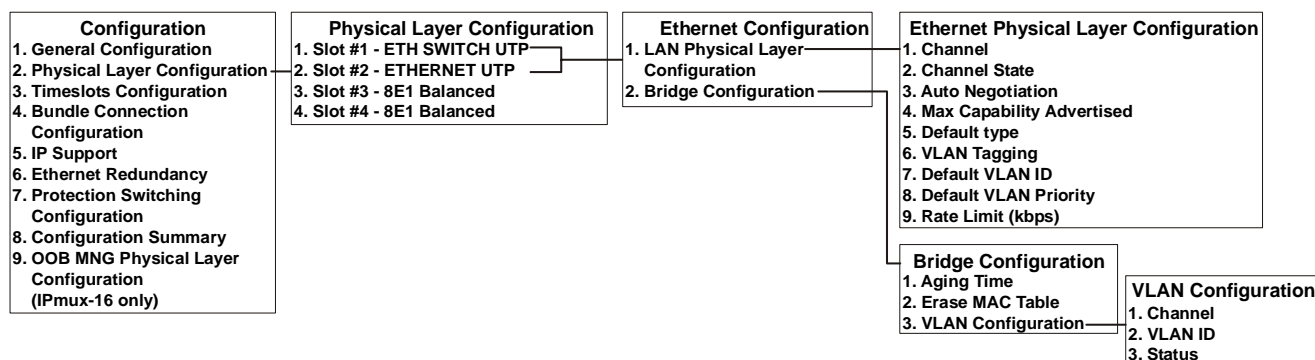 Configuration
1. General Configuration
2. Physical Layer Configuration
3. Timeslots Configuration
4. Bundle Connection
Configuration
5. IP Support
6. Ethernet Redundancy
7. Protection Switching
Configuration
8. Configuration Summary
9. OOB MNG Physical Layer
Configuration
(IPmux-16 only)
Physical Layer Configuration
1. Slot #1 - ETH SWITCH UTP
2. Slot #2 - ETHERNET UTP
3. Slot #3 - 8E1 Balanced
4. Slot #4 - 8E1 Balanced
Ethernet Configuration
1. LAN Physical Layer
Configuration
2. Bridge Configuration
Ethernet Physical Layer Configuration
1. Channel
2. Channel State
3. Auto Negotiation
4. Max Capability Advertised
5. Default type
6. VLAN Tagging
7. Default VLAN ID
8. Default VLAN Priority
9. Rate Limit (kbps)
Bridge Configuration
1. Aging Time
2. Erase MAC Table
3. VLAN Configuration
VLAN Configuration
1. Channel
2. VLAN ID
3. Status